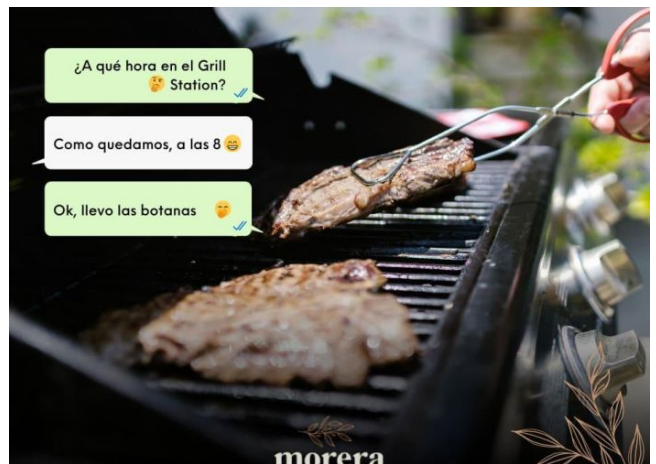 ¿A qué hora en el Grill
🤔 Station?
Como quedamos, a las 8😄
Ok, llevo las botanas 🤭
morera